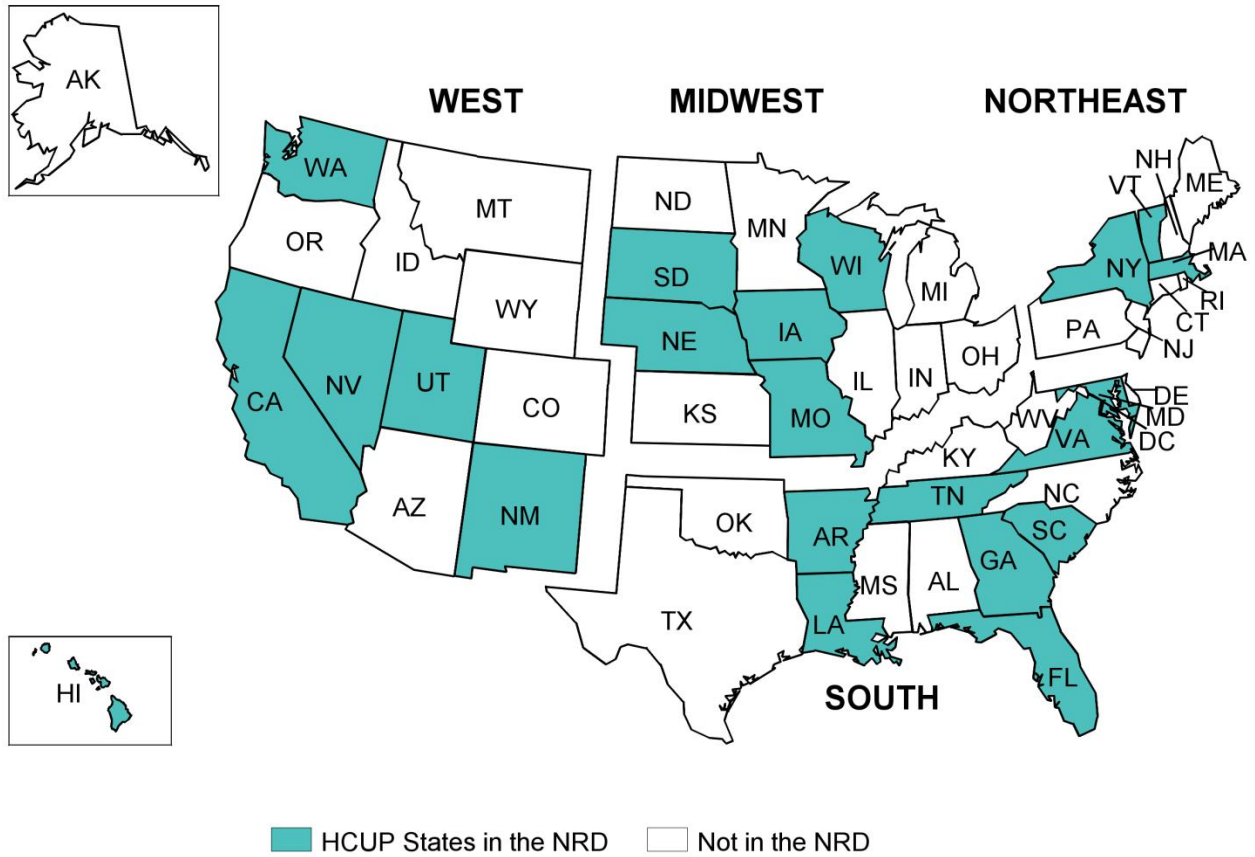 AK
WEST
MIDWEST
NORTHEAST
WA
MT
ND
MN
NH
VT
ME
OR
ID
SD
WI
MI
NY
MA
RI
CT
WY
NE
IA
PA
NJ
CA
NV
UT
CO
KS
MO
IL
IN
OH
WV
VA
DE
MD
DC
KY
AZ
NM
OK
AR
TN
NC
SC
TX
LA
MS
AL
GA
FL
HI
SOUTH
HCUP States in the NRD
Not in the NRD